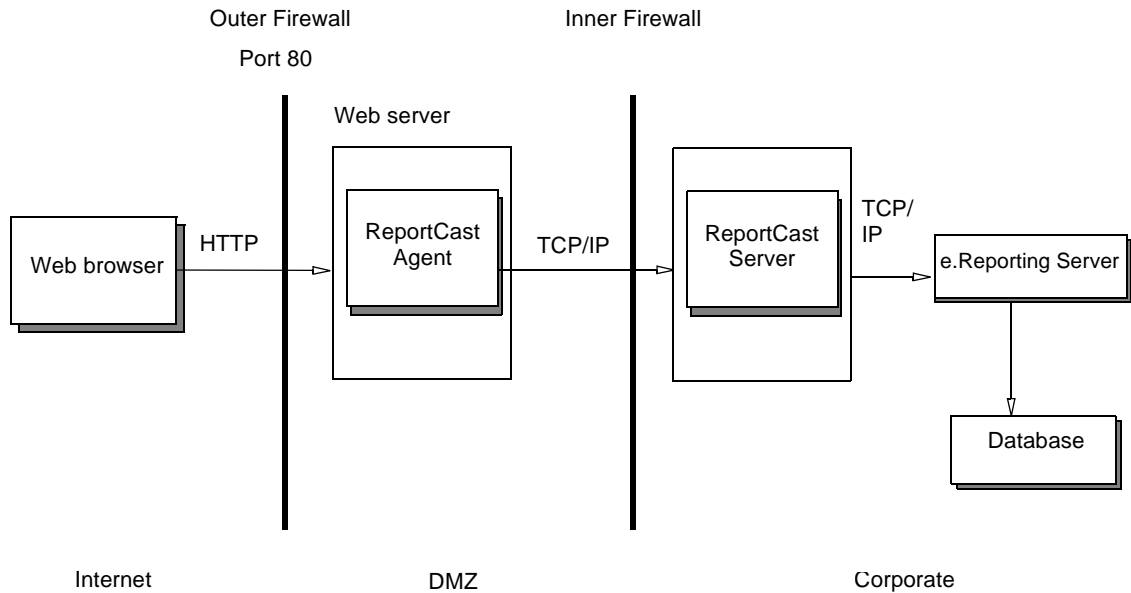 Outer Firewall
Port 80
Inner Firewall
Web server
Web browser
HTTP
ReportCast
Agent
TCP/IP
ReportCast
Server
TCP/
IP
e.Reporting Server
Database
Internet
DMZ
Corporate